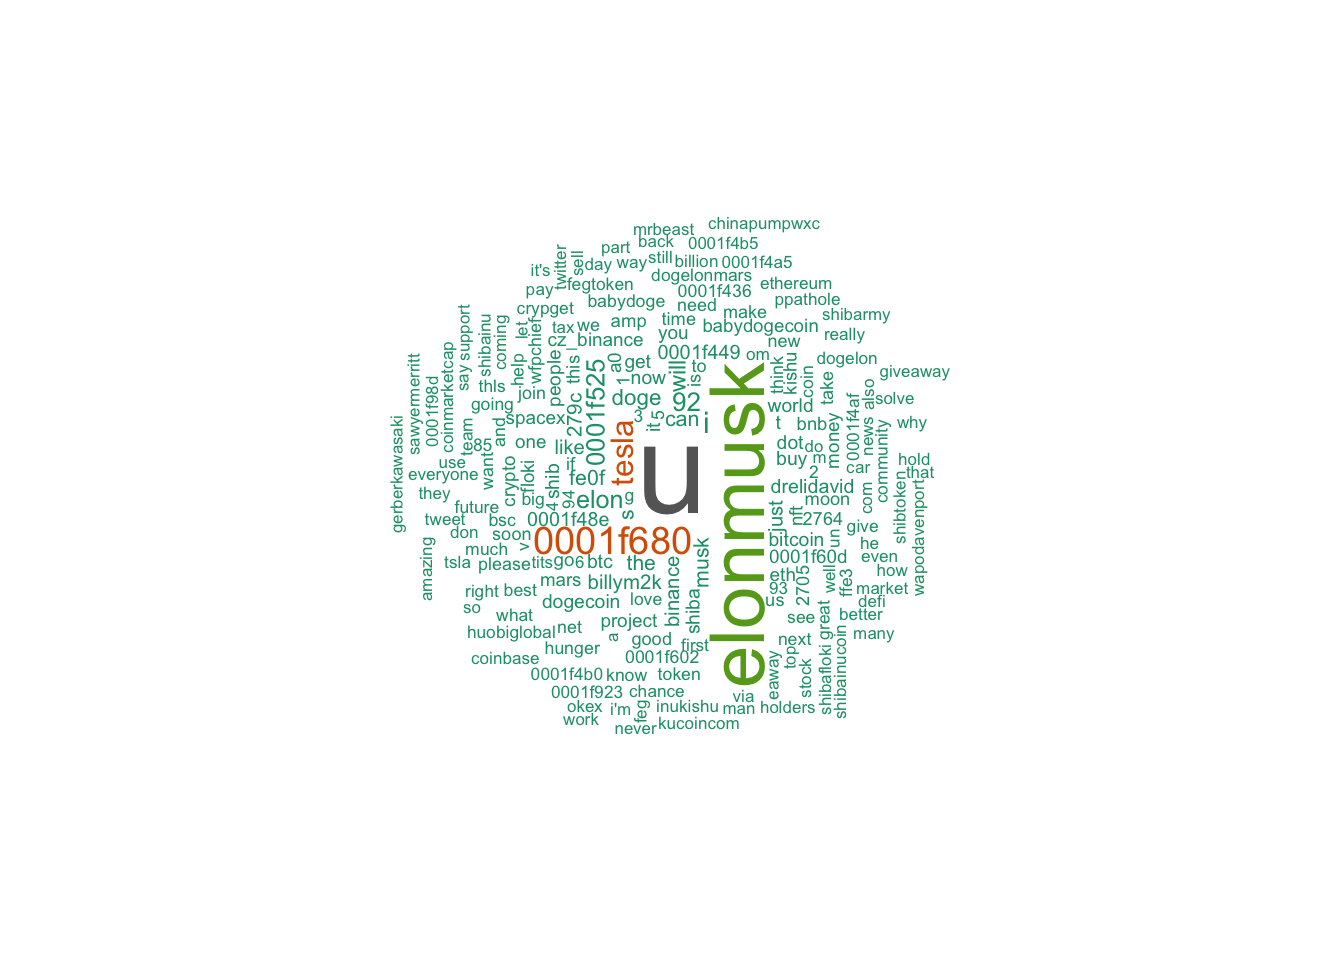 mrbeast
chinapumpwxc
part
back
0001f4b5
it's
twitter
sell
day
way
still
billion
0001f4a5
pay
fegtoken
dogelonmars
ethereum
crypget
babydoge
0001f436
need
ppathole
tax
we
amp
time
make
shibarmy
let
cz_binance
you
babydogecoin
really
say
support
shibainu
coming
help
wfpchief
people
this
_
a0
get
0001f449
new
om
dogelon
sawyermerritt
0001f98d
coinmarketcap
thls
join
279c
0001f525
1
now
will
to
is
think
kishu
coin
take
giveaway
going
spacex
doge
92
world
also
solve
gerberkawasaki
team
and
85
one
like
tesla
3
it
5
can
i
t
bnb
money
0001f4af
news
why
use
want
crypto
floki
if
fe0f
u
elonmusk
dot
do
buy
m
2
car
community
hold
that
everyone
they
big
shib
4
94
elon
g
s
drelidavid
moon
com
shibtoken
wapodavenport
future
tweet
bsc
0001f48e
just
nft
2764
give
don
soon
v
0001f680
bitcoin
un
he
amazing
much
tsla
please
tits
go
6
btc
the
musk
0001f60d
even
how
mars
billym2k
binance
eth
93
2705
well
ffe3
market
right
best
dogecoin
love
shiba
us
defi
so
what
project
see
great
better
huobiglobal
net
a
good
first
next
many
coinbase
hunger
0001f602
top
0001f4b0
know
token
eaway
stock
shibafloki
shibainucoin
0001f923
chance
via
okex
i'm
feg
inukishu
man
holders
work
never
kucoincom